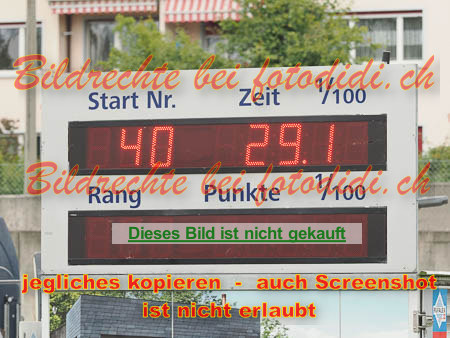 Bildrechte bei fotodidi.ch
Start Nr. Zeit 1/100
40 29.1
Bildrechte bei fotodidi.ch
Rang Punkte 1/100
Dieses Bild ist nicht gekauft
jegliches kopieren - auch Screenshot
ist nicht erlaubt